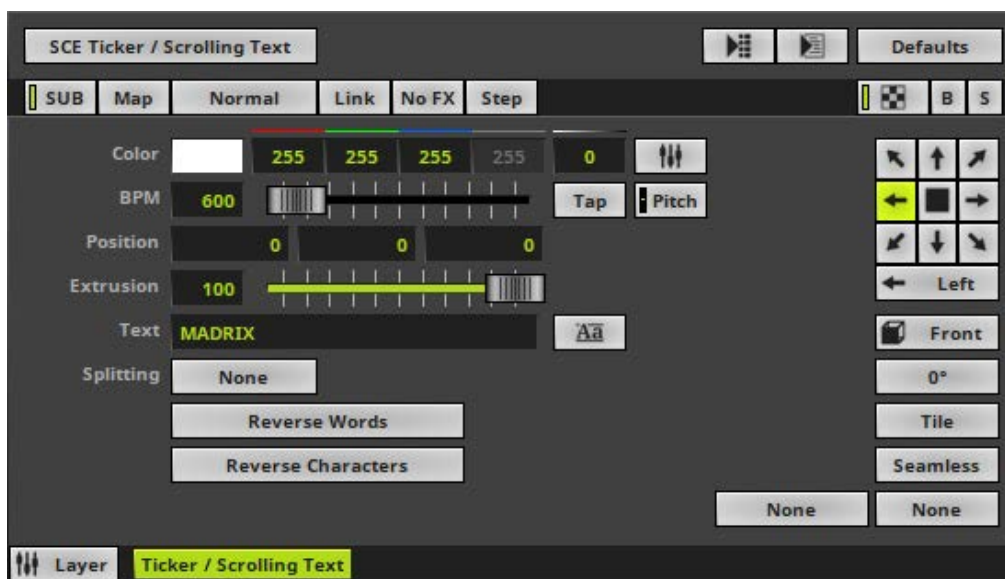 SCE Ticker / Scrolling Text Defaults
SUB Map Normal Link No FX Step B S
Color 255 255 255 255 0
BPM 600 Tap Pitch
Position 0 0 0
Extrusion 100 Left
Text MADRIX Aa Front
Splitting None 0°
Reverse Words Tile
Reverse Characters Seamless
None None
Layer Ticker / Scrolling Text